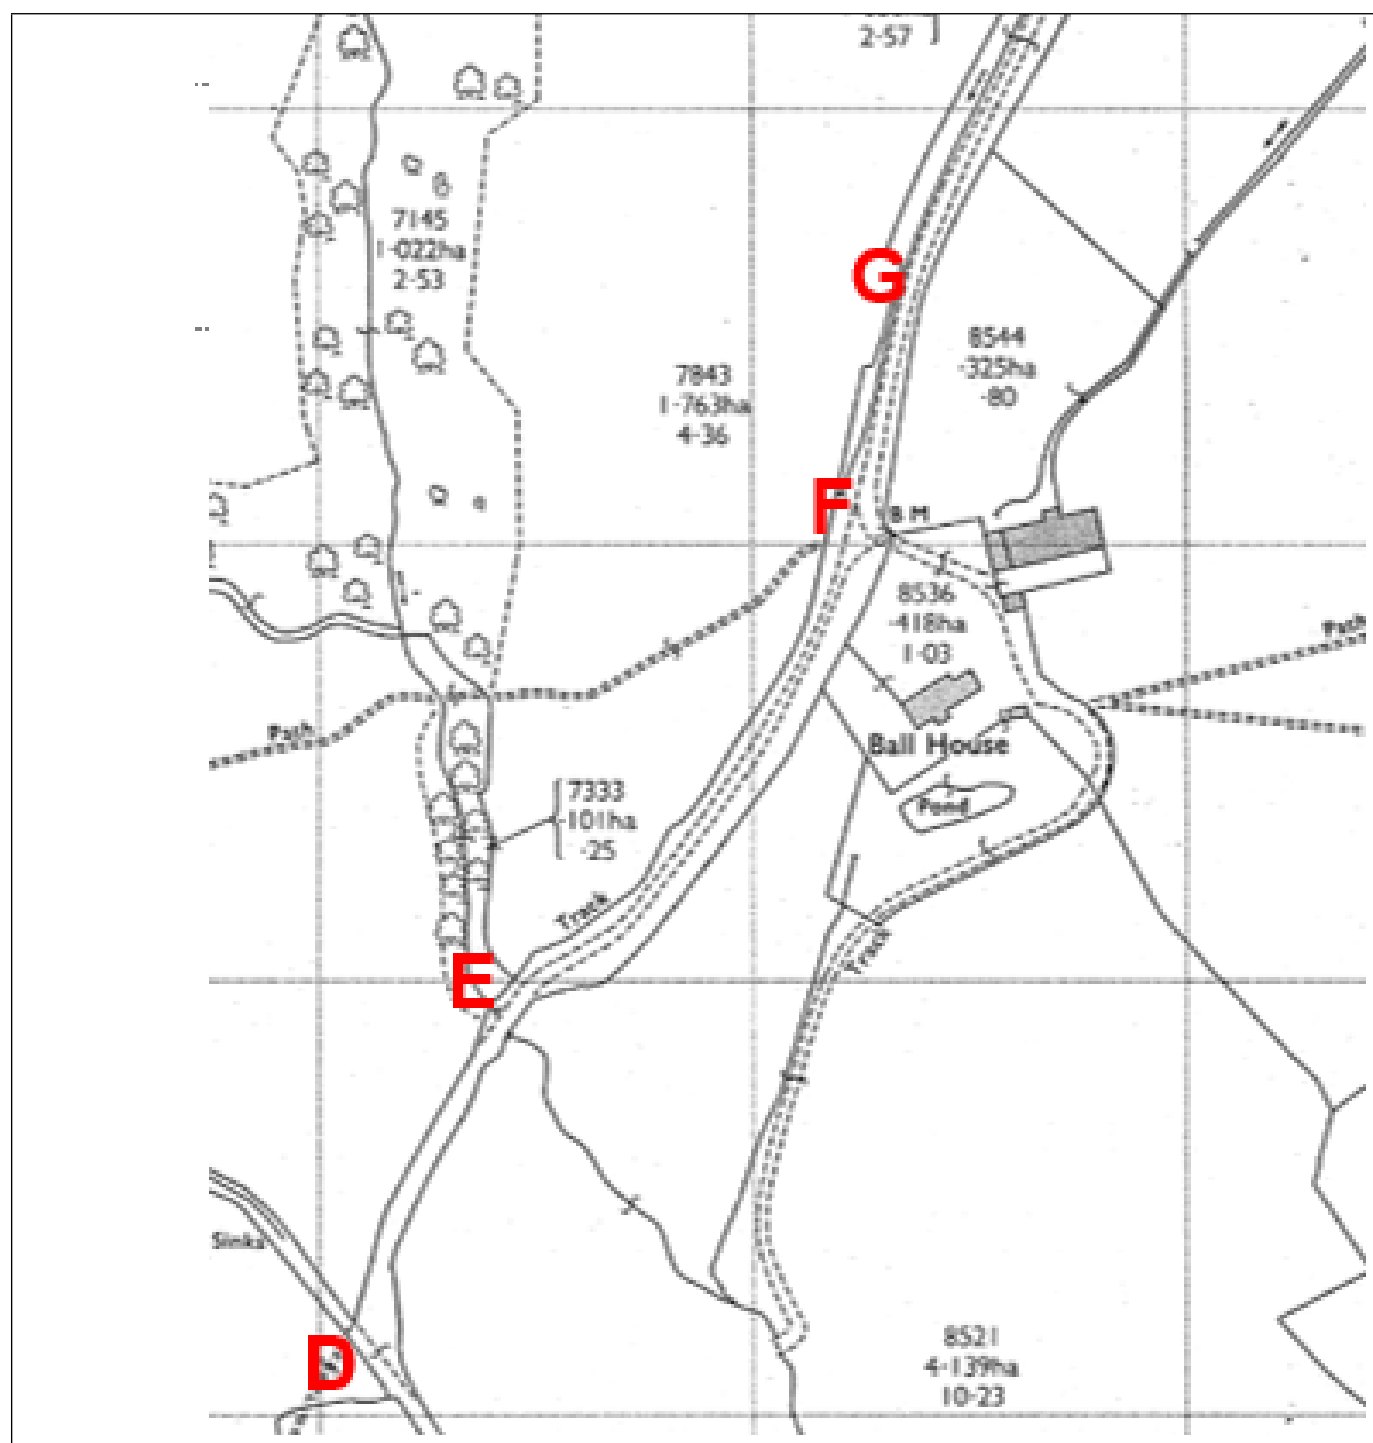 2·57
7145
1·022ha
2·53
G
8544
·325ha
·80
7843
1·763ha
4·36
F
B M
8536
·418ha
1·03
Path
Path
Ball House
Pond
7333
·101ha
·25
Track
Track
E
Sinks
D
8521
4·139ha
10·23